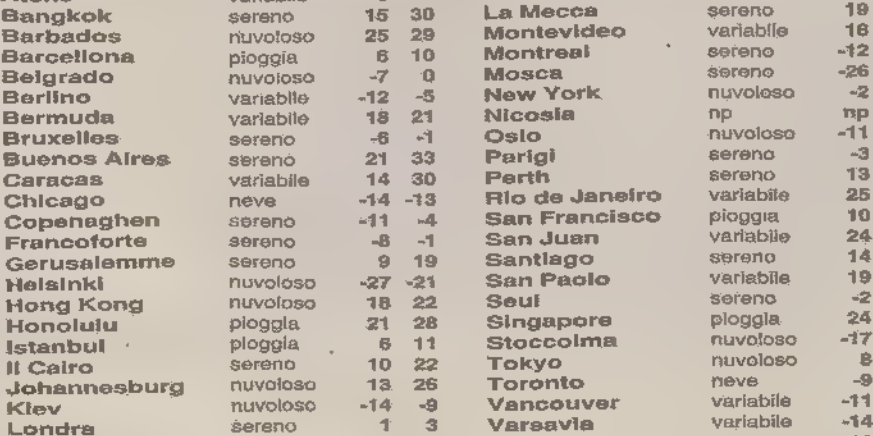 Bangkok sereno 15 30
Barbados nuvoloso 25 29
Barcellona pioggia 6 10
Belgrado nuvoloso -7 0
Berlino variabile -12 -5
Bermuda variabile 18 21
Bruxelles sereno -6 -1
Buenos Aires sereno 21 33
Caracas variabile 14 30
Chicago neve -14 -13
Copenaghen sereno -11 -4
Francoforte sereno -8 -1
Gerusalemme sereno 9 19
Helsinki nuvoloso -27 -21
Hong Kong nuvoloso 18 22
Honolulu pioggia 21 28
Istanbul pioggia 6 11
Il Cairo sereno 10 22
Johannesburg nuvoloso 13 26
Kiev nuvoloso -14 -9
Londra sereno 1 3
La Mecca sereno 19
Montevideo variabile 18
Montreal sereno -12
Mosca sereno -26
New York nuvoloso -2
Nicosia np np
Oslo nuvoloso -11
Parigi sereno -3
Perth sereno 13
Rio de Janeiro variabile 25
San Francisco pioggia 10
San Juan variabile 24
Santiago sereno 14
San Paolo variabile 19
Seul sereno -2
Singapore pioggia 24
Stoccolma nuvoloso -17
Tokyo nuvoloso 8
Toronto neve -9
Vancouver variabile -11
Varsavia variabile -14